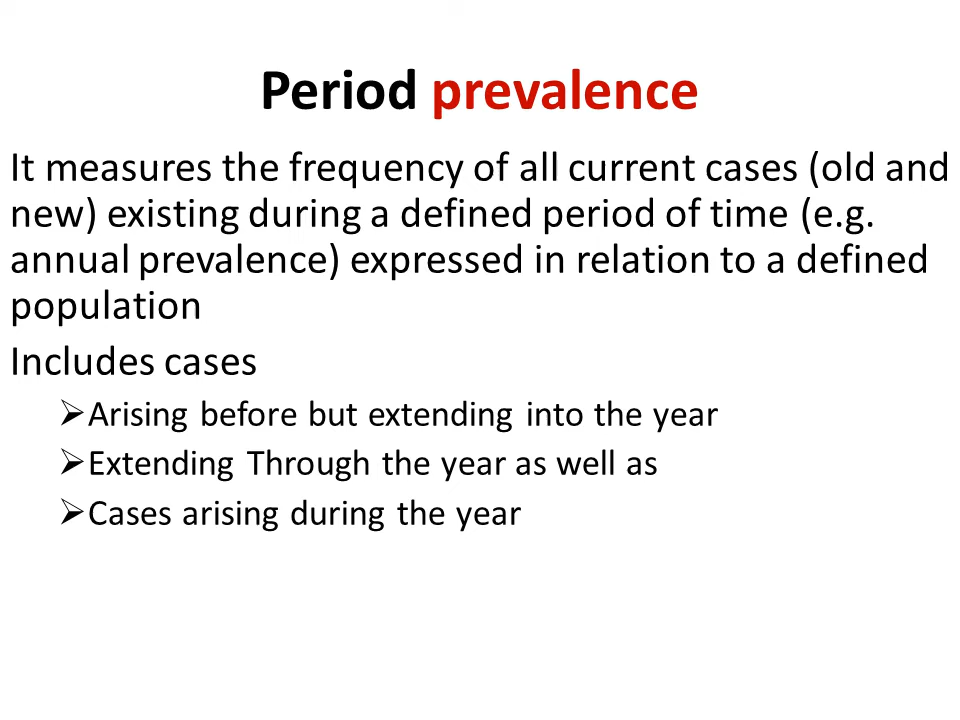 Period prevalence
It measures the frequency of all current cases (old and
new) existing during a defined period of time (e.g.
annual prevalence) expressed in relation to a defined
population
Includes cases
➢Arising before but extending into the year
➢Extending Through the year as well as
➢Cases arising during the year